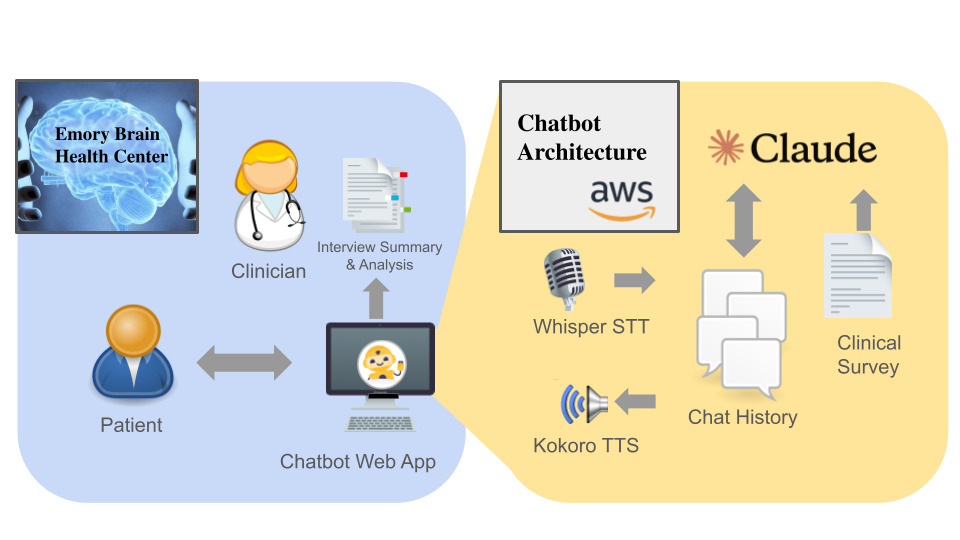 Emory Brain
Health Center
Clinician
Interview Summary
& Analysis
Patient
Chatbot Web App
Chatbot
Architecture
aws
Claude
Whisper STT
Kokoro TTS
Chat History
Clinical
Survey